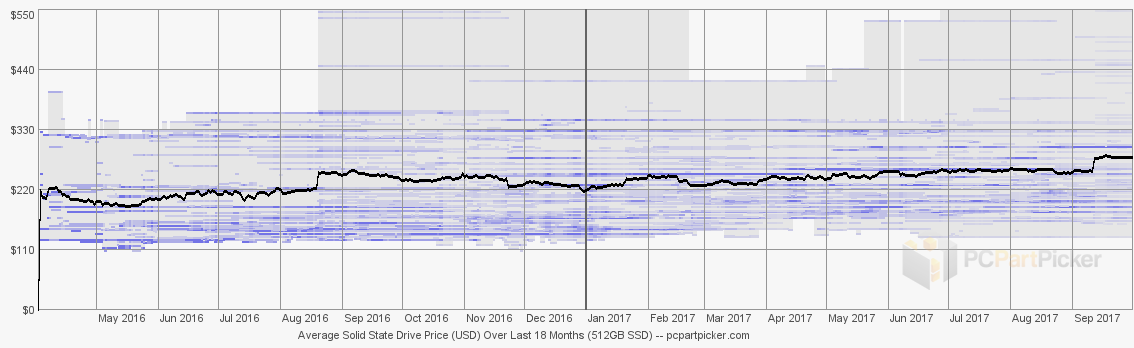 $550
$440
$330
$220
$110
$0
PCPartPicker
May 2016 Jun 2016 Jul 2016 Aug 2016 Sep 2016 Oct 2016 Nov 2016 Dec 2016 Jan 2017 Feb 2017 Mar 2017 Apr 2017 May 2017 Jun 2017 Jul 2017 Aug 2017 Sep 2017
Average Solid State Drive Price (USD) Over Last 18 Months (512GB SSD) -- pcpartpicker.com